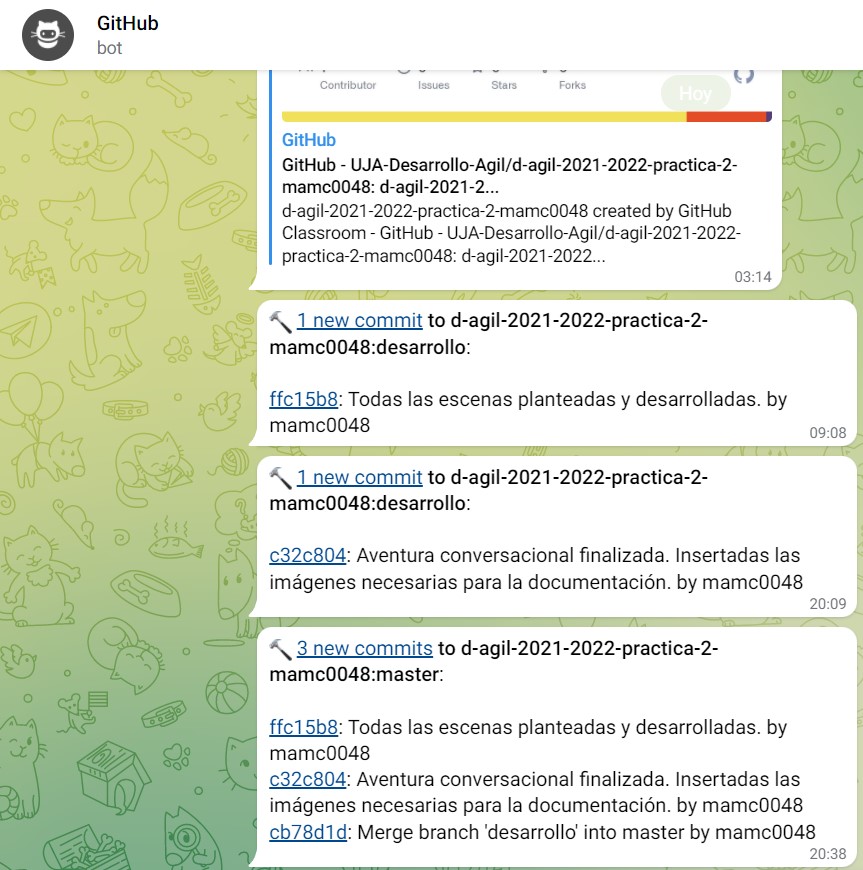 GitHub
bot
Contributor Issues Stars Forks
Hoy
GitHub
GitHub - UJA-Desarrollo-Agil/d-agil-2021-2022-practica-2-
mamc0048: d-agil-2021-2...
d-agil-2021-2022-practica-2-mamc0048 created by GitHub
Classroom - GitHub - UJA-Desarrollo-Agil/d-agil-2021-2022-
practica-2-mamc0048: d-agil-2021-2022...
03:14
1 new commit to d-agil-2021-2022-practica-2-
mamc0048:desarrollo:
ffc15b8: Todas las escenas planteadas y desarrolladas. by
mamc0048
09:08
1 new commit to d-agil-2021-2022-practica-2-
mamc0048:desarrollo:
c32c804: Aventura conversacional finalizada. Insertadas las
imágenes necesarias para la documentación. by mamc0048
20:09
3 new commits to d-agil-2021-2022-practica-2-
mamc0048:master:
ffc15b8: Todas las escenas planteadas y desarrolladas. by
mamc0048
c32c804: Aventura conversacional finalizada. Insertadas las
imágenes necesarias para la documentación. by mamc0048
cb78d1d: Merge branch 'desarrollo' into master by mamc0048
20:38